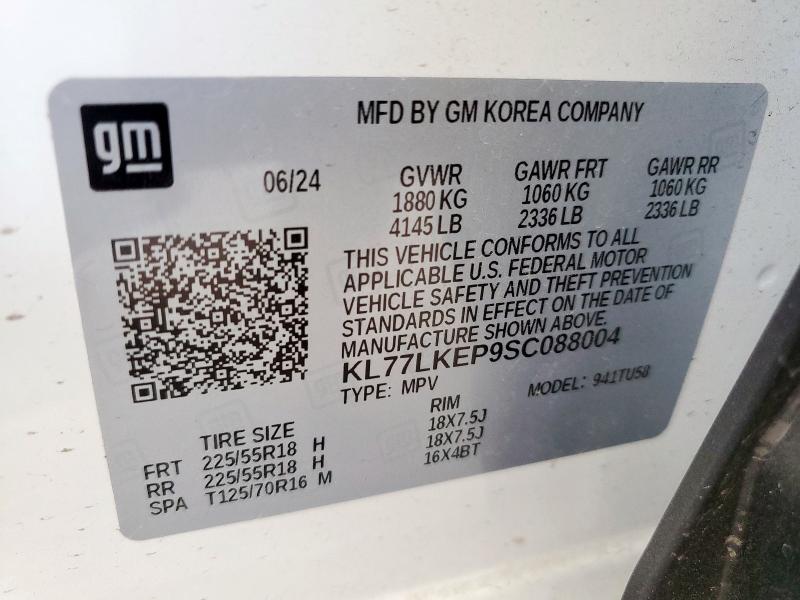 gm
MFD BY GM KOREA COMPANY
06/24 GVWR GAWR FRT GAWR RR
1880 KG 1060 KG 1060 KG
4145 LB 2336 LB 2336 LB
THIS VEHICLE CONFORMS TO ALL
APPLICABLE U.S. FEDERAL MOTOR
VEHICLE SAFETY AND THEFT PREVENTION
STANDARDS IN EFFECT ON THE DATE OF
MANUFACTURE SHOWN ABOVE.
KL77LKEP9SC088004
TYPE: MPV MODEL: 941TU58
TIRE SIZE RIM
FRT 225/55R18 H 18X7.5J
RR 225/55R18 H 18X7.5J
SPA T125/70R16 M 16X4BT